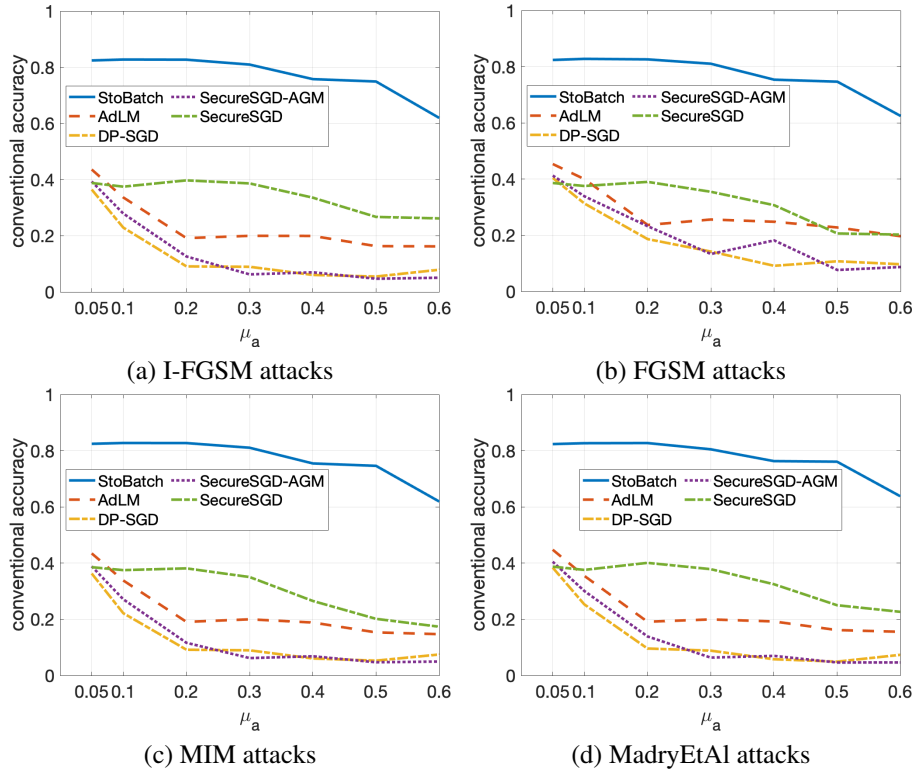 1
0.8
0.6
0.4
0.2
0
conventional accuracy
StoBatch
AdLM
DP-SGD
SecureSGD-AGM
SecureSGD
0.05 0.1 0.2 0.3 0.4 0.5 0.6
μa
(a) I-FGSM attacks
1
0.8
0.6
0.4
0.2
0
conventional accuracy
StoBatch
AdLM
DP-SGD
SecureSGD-AGM
SecureSGD
0.05 0.1 0.2 0.3 0.4 0.5 0.6
μa
(b) FGSM attacks
1
0.8
0.6
0.4
0.2
0
conventional accuracy
StoBatch
AdLM
DP-SGD
SecureSGD-AGM
SecureSGD
0.05 0.1 0.2 0.3 0.4 0.5 0.6
μa
(c) MIM attacks
1
0.8
0.6
0.4
0.2
0
conventional accuracy
StoBatch
AdLM
DP-SGD
SecureSGD-AGM
SecureSGD
0.05 0.1 0.2 0.3 0.4 0.5 0.6
μa
(d) MadryEtAl attacks